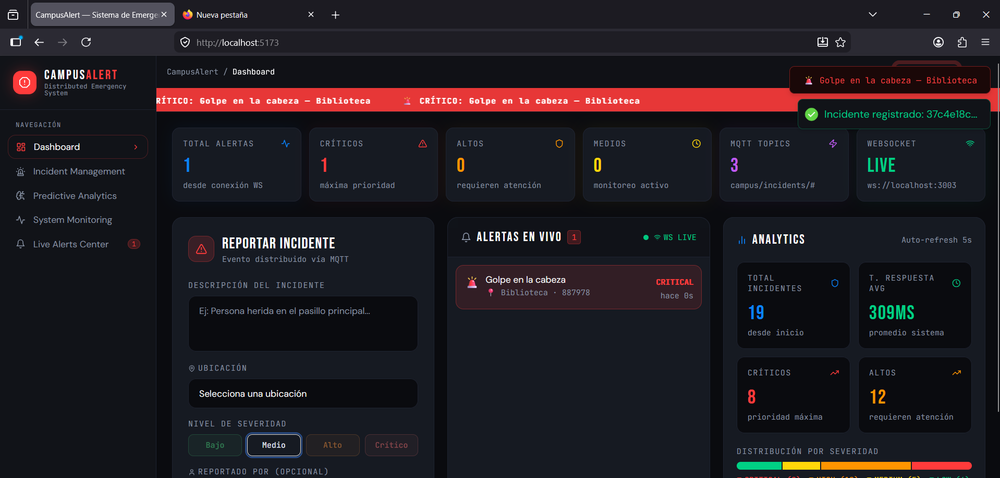 CampusAlert — Sistema de Emerge
Nueva pestaña
http://localhost:5173
CAMPUSALERT
Distributed Emergency
System
NAVEGACIÓN
Dashboard
Incident Management
Predictive Analytics
System Monitoring
Live Alerts Center
1
CampusAlert / Dashboard
Golpe en la cabeza — Biblioteca
Incidente registrado: 37c4e18c...
RÍTICO: Golpe en la cabeza — Biblioteca
CRÍTICO: Golpe en la cabeza — Biblioteca
TOTAL ALERTAS
1
desde conexión WS
CRÍTICOS
1
máxima prioridad
ALTOS
0
requieren atención
MEDIOS
0
monitoreo activo
MQTT TOPICS
3
campus/incidents/#
WEBSOCKET
LIVE
ws://localhost:3003
REPORTAR INCIDENTE
Evento distribuido vía MQTT
DESCRIPCIÓN DEL INCIDENTE
Ej: Persona herida en el pasillo principal...
UBICACIÓN
Selecciona una ubicación
NIVEL DE SEVERIDAD
Bajo
Medio
Alto
Crítico
REPORTADO POR (OPCIONAL)
ALERTAS EN VIVO 1
WS LIVE
Golpe en la cabeza
Biblioteca · 887978
CRITICAL
hace 0s
ANALYTICS
Auto-refresh 5s
TOTAL
INCIDENTES
19
desde inicio
T. RESPUESTA
AVG
309MS
promedio sistema
CRÍTICOS
8
prioridad máxima
ALTOS
12
requieren atención
DISTRIBUCIÓN POR SEVERIDAD